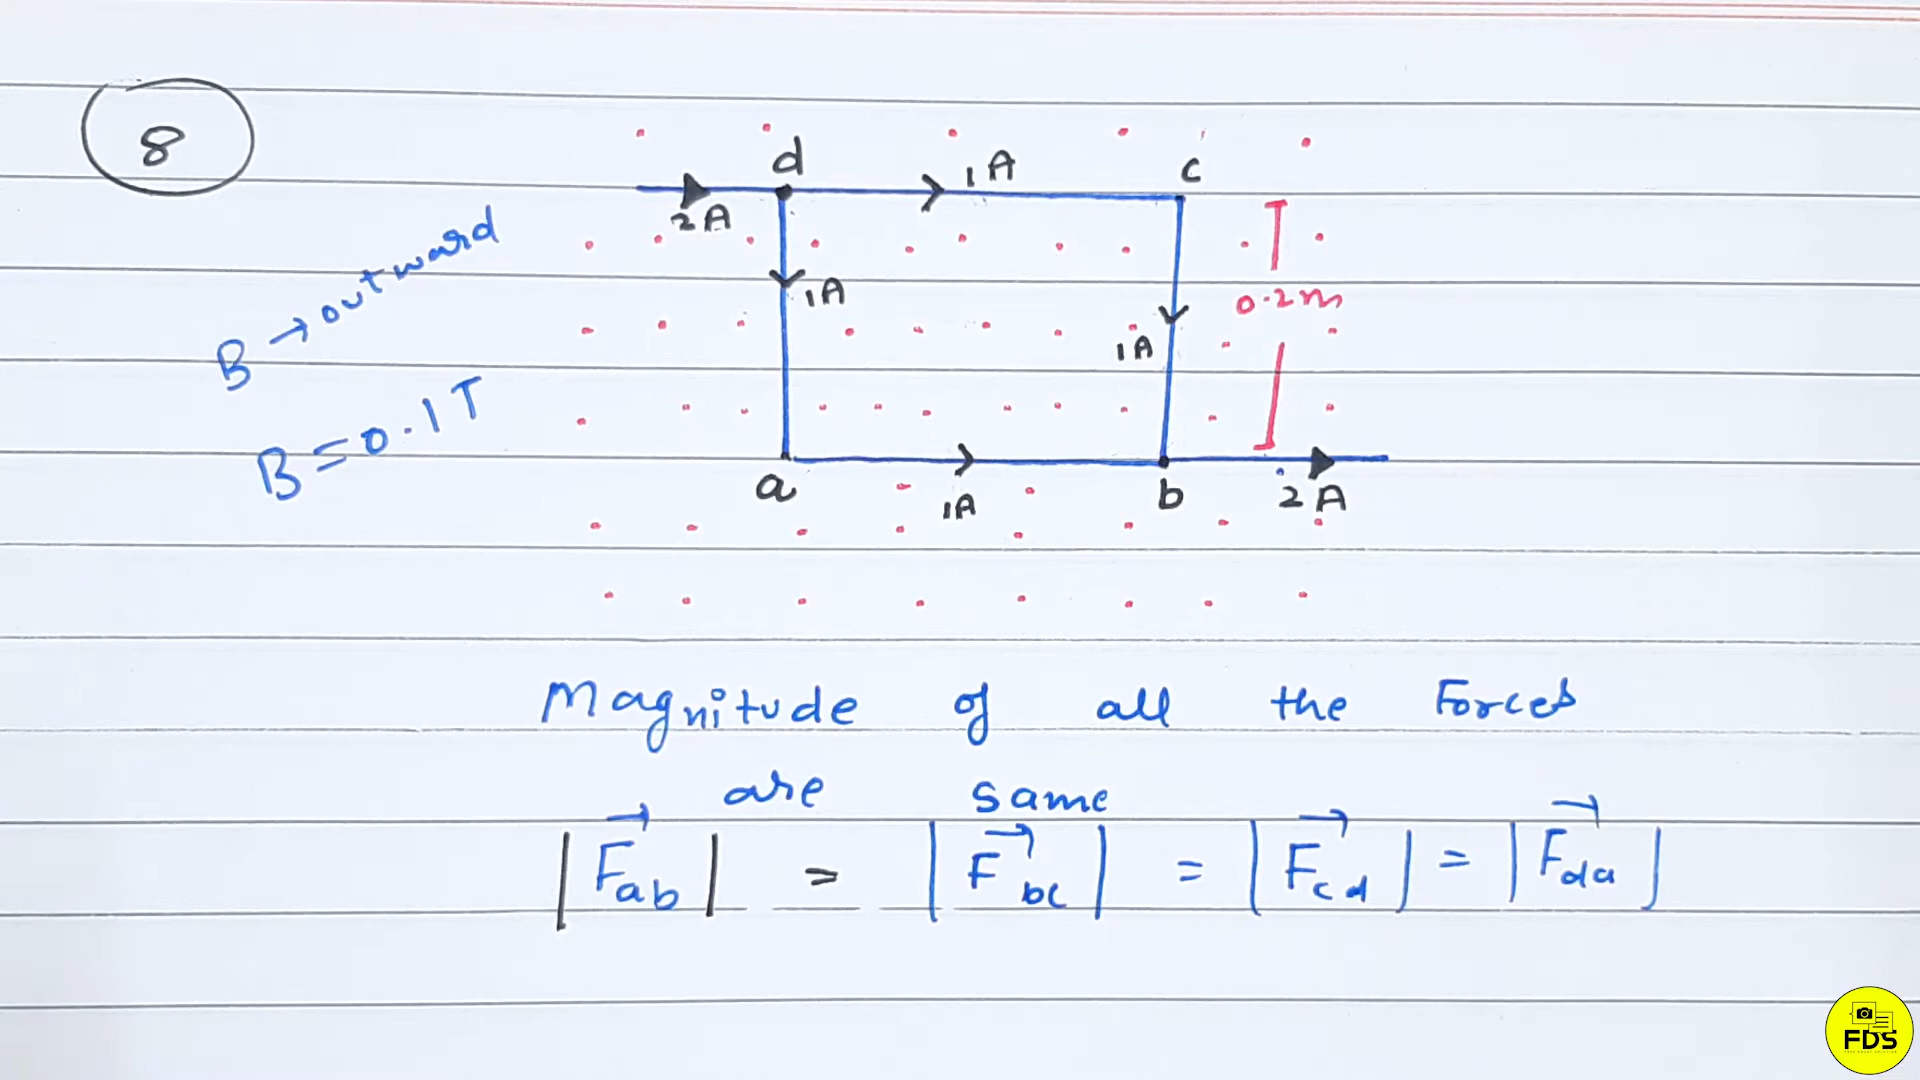 8
d
1A
c
2A
B → outward
1A
0.2m
1A
B = 0.1T
a
1A
b
2A
Magnitude of all the Forces
are same
|F⃗ab| = |F⃗bc| = |F⃗cd| = |F⃗da|
FDS